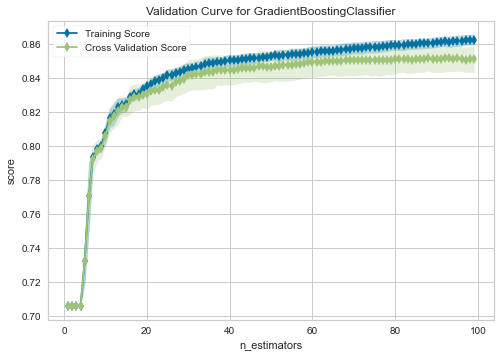 Validation Curve for GradientBoostingClassifier
Training Score
Cross Validation Score
0.86
0.84
0.82
0.80
0.78
0.76
0.74
0.72
0.70
score
0 20 40 60 80 100
n_estimators